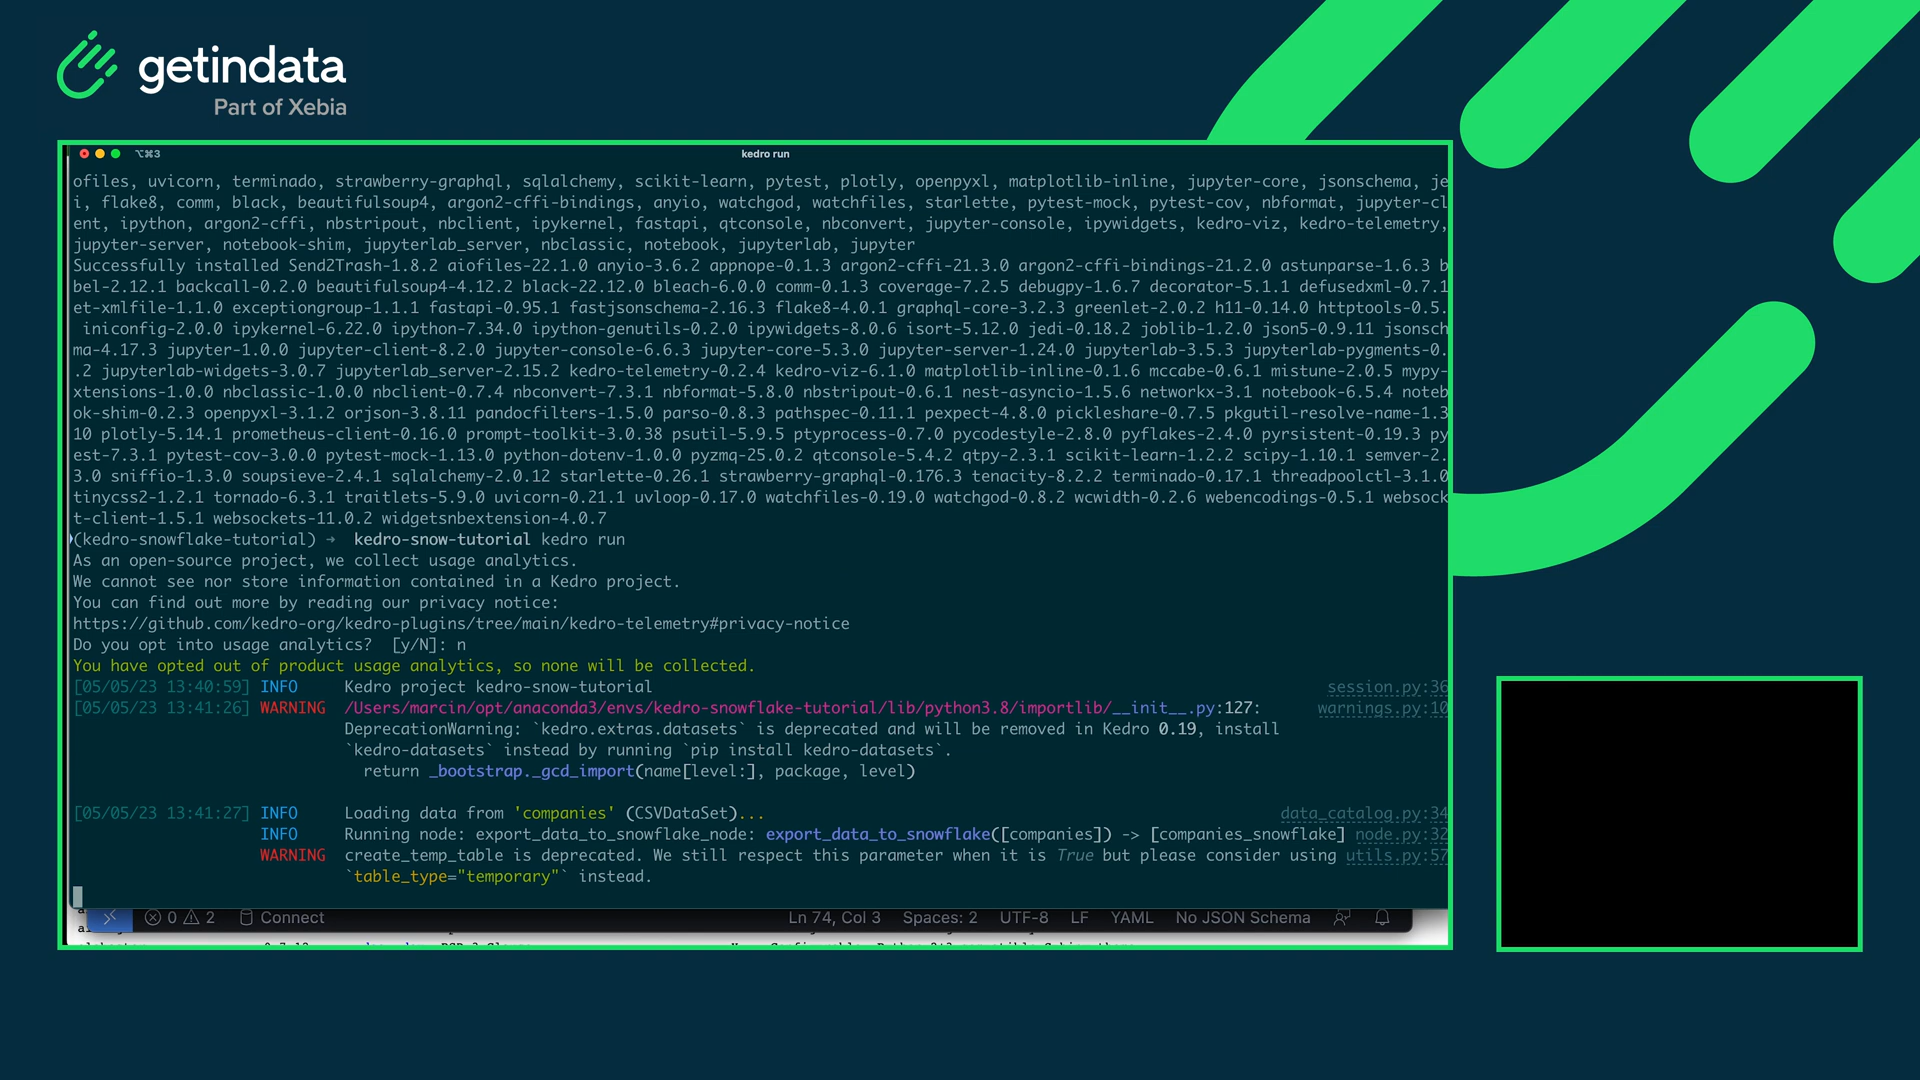 getindata
Part of Xebia
⌥⌘3
kedro run
ofiles, uvicorn, terminado, strawberry-graphql, sqlalchemy, scikit-learn, pytest, plotly, openpyxl, matplotlib-inline, jupyter-core, jsonschema, je
i, flake8, comm, black, beautifulsoup4, argon2-cffi-bindings, anyio, watchgod, watchfiles, starlette, pytest-mock, pytest-cov, nbformat, jupyter-cl
ent, ipython, argon2-cffi, nbstripout, nbclient, ipykernel, fastapi, qtconsole, nbconvert, jupyter-console, ipywidgets, kedro-viz, kedro-telemetry,
jupyter-server, notebook-shim, jupyterlab_server, nbclassic, notebook, jupyterlab, jupyter
Successfully installed Send2Trash-1.8.2 aiofiles-22.1.0 anyio-3.6.2 appnope-0.1.3 argon2-cffi-21.3.0 argon2-cffi-bindings-21.2.0 astunparse-1.6.3 b
bel-2.12.1 backcall-0.2.0 beautifulsoup4-4.12.2 black-22.12.0 bleach-6.0.0 comm-0.1.3 coverage-7.2.5 debugpy-1.6.7 decorator-5.1.1 defusedxml-0.7.1
et-xmlfile-1.1.0 exceptiongroup-1.1.1 fastapi-0.95.1 fastjsonschema-2.16.3 flake8-4.0.1 graphql-core-3.2.3 greenlet-2.0.2 h11-0.14.0 httptools-0.5.
iniconfig-2.0.0 ipykernel-6.22.0 ipython-7.34.0 ipython-genutils-0.2.0 ipywidgets-8.0.6 isort-5.12.0 jedi-0.18.2 joblib-1.2.0 json5-0.9.11 jsonsch
ma-4.17.3 jupyter-1.0.0 jupyter-client-8.2.0 jupyter-console-6.6.3 jupyter-core-5.3.0 jupyter-server-1.24.0 jupyterlab-3.5.3 jupyterlab-pygments-0.
.2 jupyterlab-widgets-3.0.7 jupyterlab_server-2.15.2 kedro-telemetry-0.2.4 kedro-viz-6.1.0 matplotlib-inline-0.1.6 mccabe-0.6.1 mistune-2.0.5 mypy-
xtensions-1.0.0 nbclassic-1.0.0 nbclient-0.7.4 nbconvert-7.3.1 nbformat-5.8.0 nbstripout-0.6.1 nest-asyncio-1.5.6 networkx-3.1 notebook-6.5.4 noteb
ok-shim-0.2.3 openpyxl-3.1.2 orjson-3.8.11 pandocfilters-1.5.0 parso-0.8.3 pathspec-0.11.1 pexpect-4.8.0 pickleshare-0.7.5 pkgutil-resolve-name-1.3
10 plotly-5.14.1 prometheus-client-0.16.0 prompt-toolkit-3.0.38 psutil-5.9.5 ptyprocess-0.7.0 pycodestyle-2.8.0 pyflakes-2.4.0 pyrsistent-0.19.3 py
est-7.3.1 pytest-cov-3.0.0 pytest-mock-1.13.0 python-dotenv-1.0.0 pyzmq-25.0.2 qtconsole-5.4.2 qtpy-2.3.1 scikit-learn-1.2.2 scipy-1.10.1 semver-2.
3.0 sniffio-1.3.0 soupsieve-2.4.1 sqlalchemy-2.0.12 starlette-0.26.1 strawberry-graphql-0.176.3 tenacity-8.2.2 terminado-0.17.1 threadpoolctl-3.1.0
tinycss2-1.2.1 tornado-6.3.1 traitlets-5.9.0 uvicorn-0.21.1 uvloop-0.17.0 watchfiles-0.19.0 watchgod-0.8.2 wcwidth-0.2.6 webencodings-0.5.1 websock
t-client-1.5.1 websockets-11.0.2 widgetsnbextension-4.0.7
(kedro-snowflake-tutorial) → kedro-snow-tutorial kedro run
As an open-source project, we collect usage analytics.
We cannot see nor store information contained in a Kedro project.
You can find out more by reading our privacy notice:
https://github.com/kedro-org/kedro-plugins/tree/main/kedro-telemetry#privacy-notice
Do you opt into usage analytics? [y/N]: n
You have opted out of product usage analytics, so none will be collected.
[05/05/23 13:40:59] INFO Kedro project kedro-snow-tutorial session.py:36
[05/05/23 13:41:26] WARNING /Users/marcin/opt/anaconda3/envs/kedro-snowflake-tutorial/lib/python3.8/importlib/__init__.py:127: warnings.py:10
DeprecationWarning: `kedro.extras.datasets` is deprecated and will be removed in Kedro 0.19, install
`kedro-datasets` instead by running `pip install kedro-datasets`.
return _bootstrap._gcd_import(name[level:], package, level)
[05/05/23 13:41:27] INFO Loading data from 'companies' (CSVDataSet)... data_catalog.py:34
INFO Running node: export_data_to_snowflake_node: export_data_to_snowflake([companies]) -> [companies_snowflake] node.py:32
WARNING create_temp_table is deprecated. We still respect this parameter when it is True but please consider using utils.py:57
`table_type="temporary"` instead.
0 2 Connect Ln 74, Col 3 Spaces: 2 UTF-8 LF YAML No JSON Schema